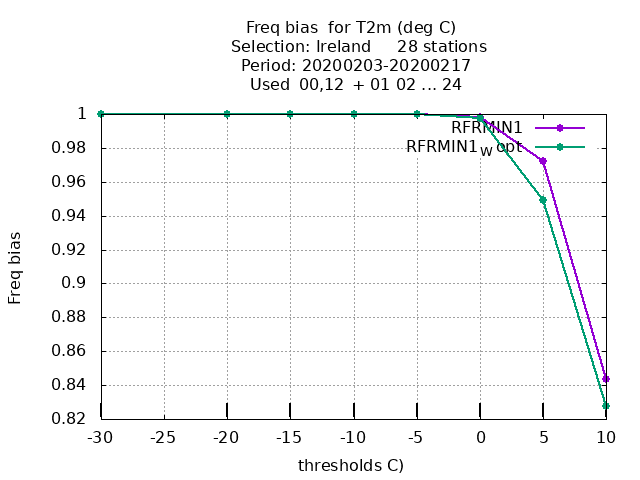 Freq bias  for T2m (deg C)
Selection: Ireland     28 stations
Period: 20200203-20200217
Used  00,12  + 01 02 ... 24
RFRMIN1
RFRMIN1w opt
1
0.98
0.96
0.94
0.92
0.9
0.88
0.86
0.84
0.82
Freq bias
-30 -25 -20 -15 -10 -5 0 5 10
thresholds C)